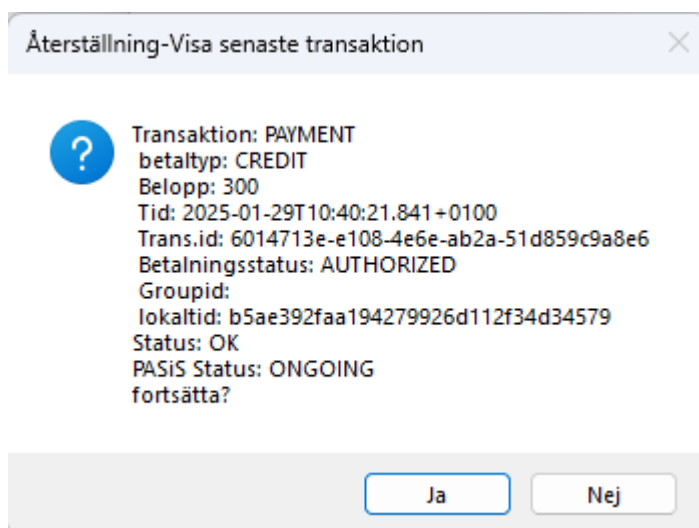 Återställning-Visa senaste transaktion
?
Transaktion: PAYMENT
betaltyp: CREDIT
Belopp: 300
Tid: 2025-01-29T10:40:21.841+0100
Trans.id: 6014713e-e108-4e6e-ab2a-51d859c9a8e6
Betalningsstatus: AUTHORIZED
Groupid:
lokaltid: b5ae392faa194279926d112f34d34579
Status: OK
PASiS Status: ONGOING
fortsätta?
Ja
Nej